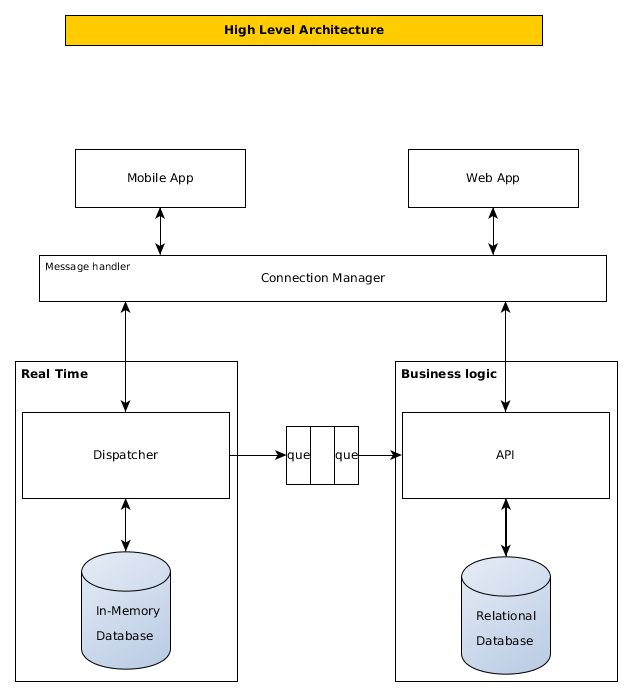 High Level Architecture
Mobile App
Web App
Message handler
Connection Manager
Real Time
Business logic
Dispatcher
que
que
API
In-Memory
Database
Relational
Database